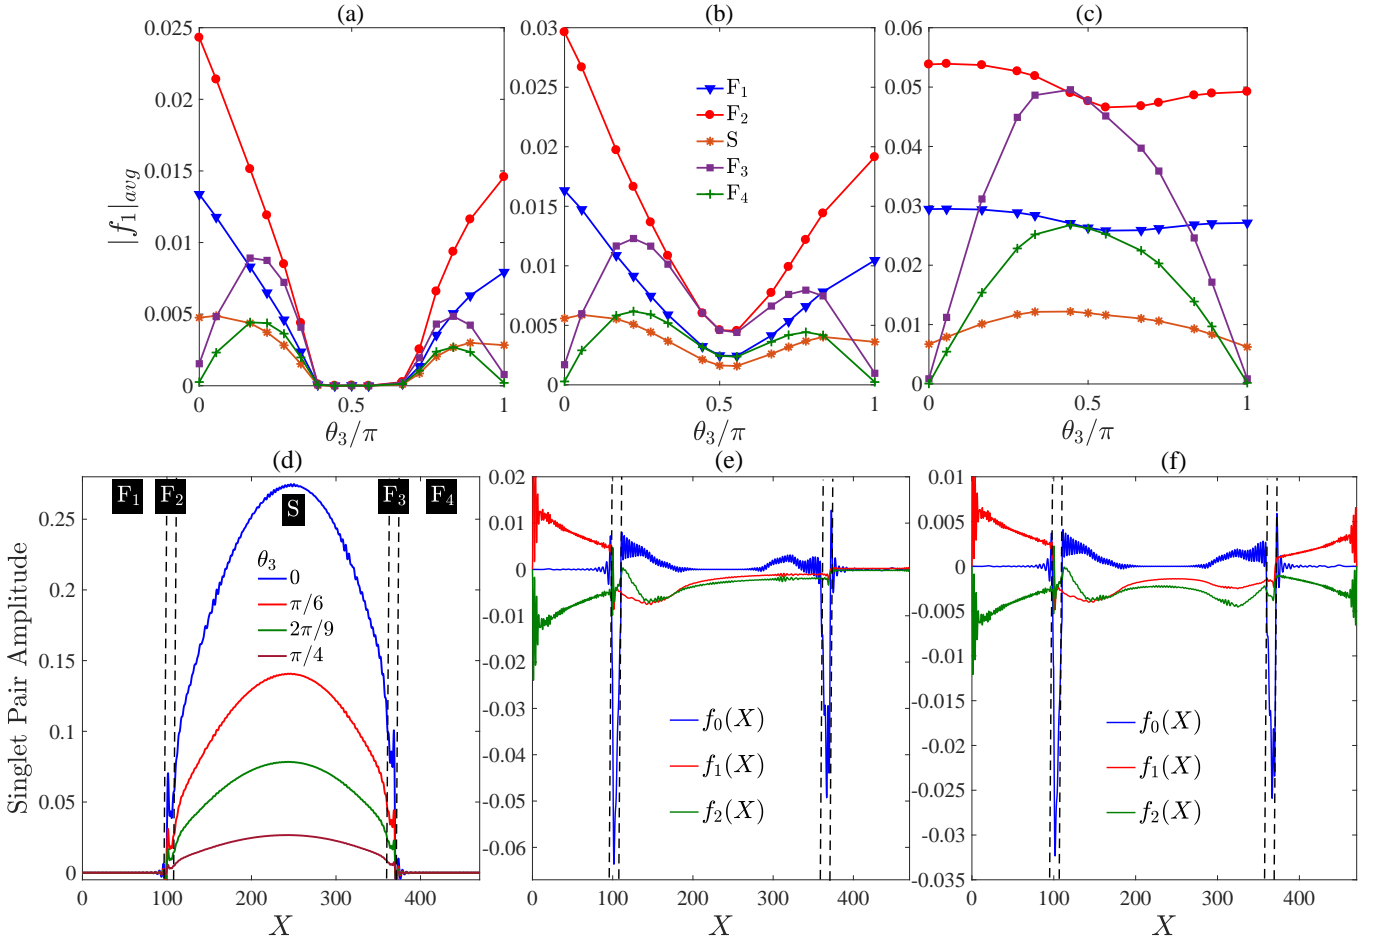 (a)
(b)
(c)
0.025
0.02
0.015
0.01
0.005
0
|f₁|avg
0
0.5
1
θ₃/π
0.03
0.025
0.02
0.015
0.01
0.005
0
F₁
F₂
S
F₃
F₄
0
0.5
1
θ₃/π
0.06
0.05
0.04
0.03
0.02
0.01
0
0
0.5
1
θ₃/π
(d)
(e)
(f)
Singlet Pair Amplitude
0.25
0.2
0.15
0.1
0.05
0
F₁
F₂
S
F₃
F₄
θ₃
0
π/6
2π/9
π/4
0
100
200
300
400
X
0.02
0.01
0
-0.01
-0.02
-0.03
-0.04
-0.05
-0.06
f₀(X)
f₁(X)
f₂(X)
0
100
200
300
400
X
0.01
0.005
0
-0.005
-0.01
-0.015
-0.02
-0.025
-0.03
-0.035
f₀(X)
f₁(X)
f₂(X)
0
100
200
300
400
X